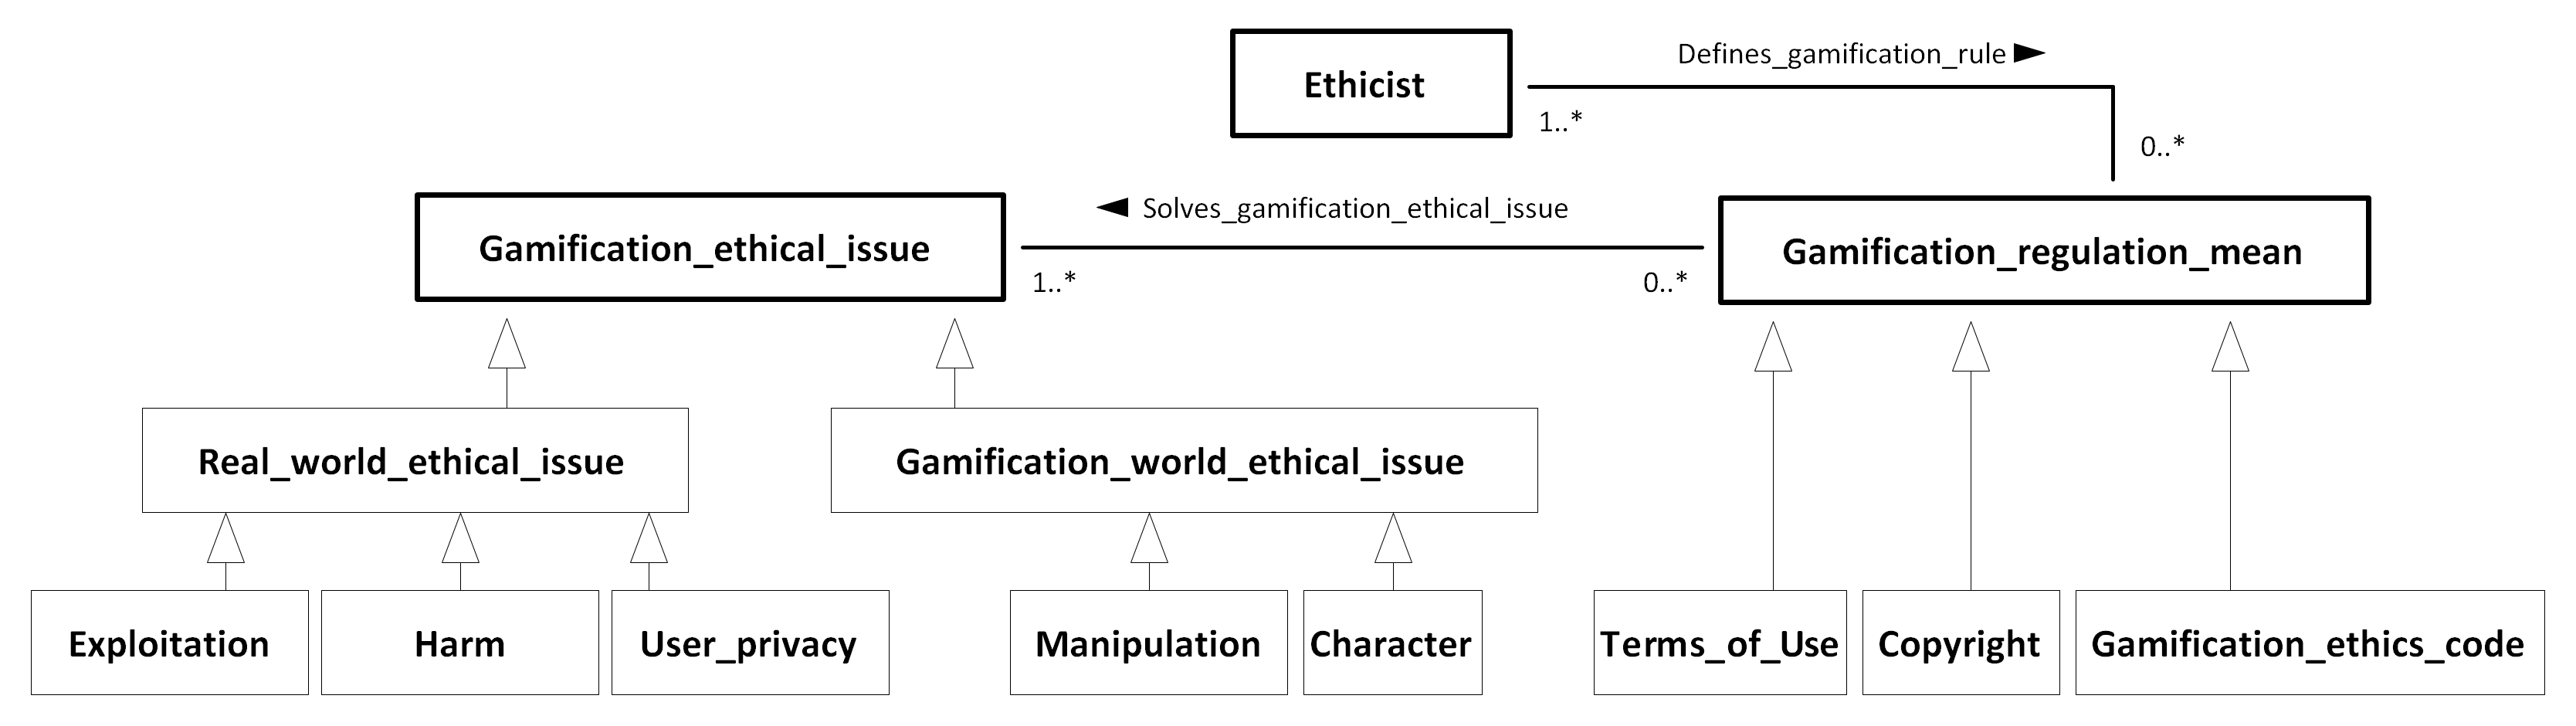 Ethicist
Defines_gamification_rule
1..*
0..*
Gamification_ethical_issue
Solves_gamification_ethical_issue
1..*
0..*
Gamification_regulation_mean
Real_world_ethical_issue
Gamification_world_ethical_issue
Exploitation
Harm
User_privacy
Manipulation
Character
Terms_of_Use
Copyright
Gamification_ethics_code